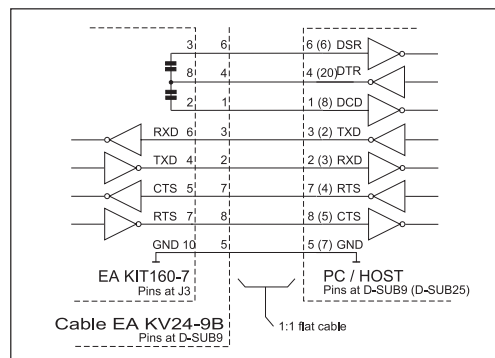 3 6 6 (6) DSR
8 4 4 (20) DTR
2 1 1 (8) DCD
RXD 6 3 3 (2) TXD
TXD 4 2 2 (3) RXD
CTS 5 7 7 (4) RTS
RTS 7 8 8 (5) CTS
GND 10 5 5 (7) GND
EA KIT160-7
Pins at J3
PC / HOST
Pins at D-SUB9 (D-SUB25)
Cable EA KV24-9B
Pins at D-SUB9
1:1 flat cable